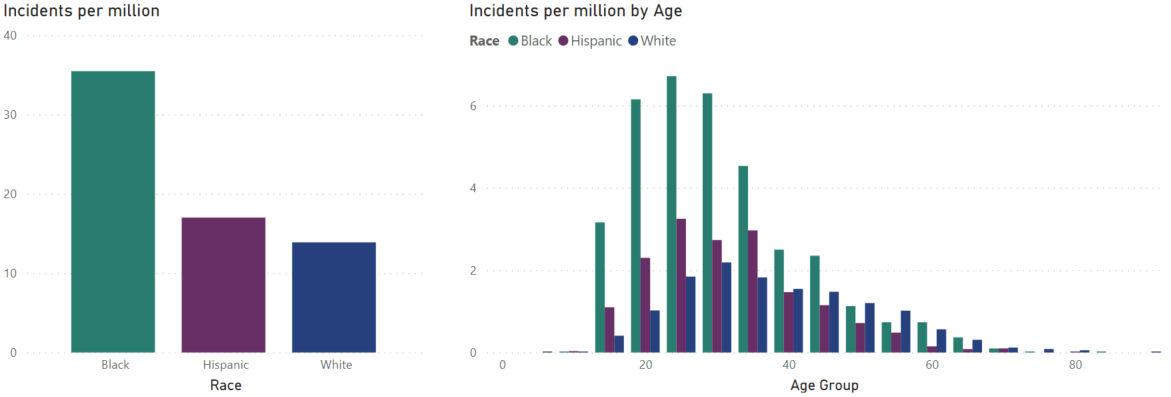 Incidents per million
40
30
20
10
0
Black Hispanic White
Race
Incidents per million by Age
Race Black Hispanic White
6
4
2
0
0 20 40 60 80
Age Group